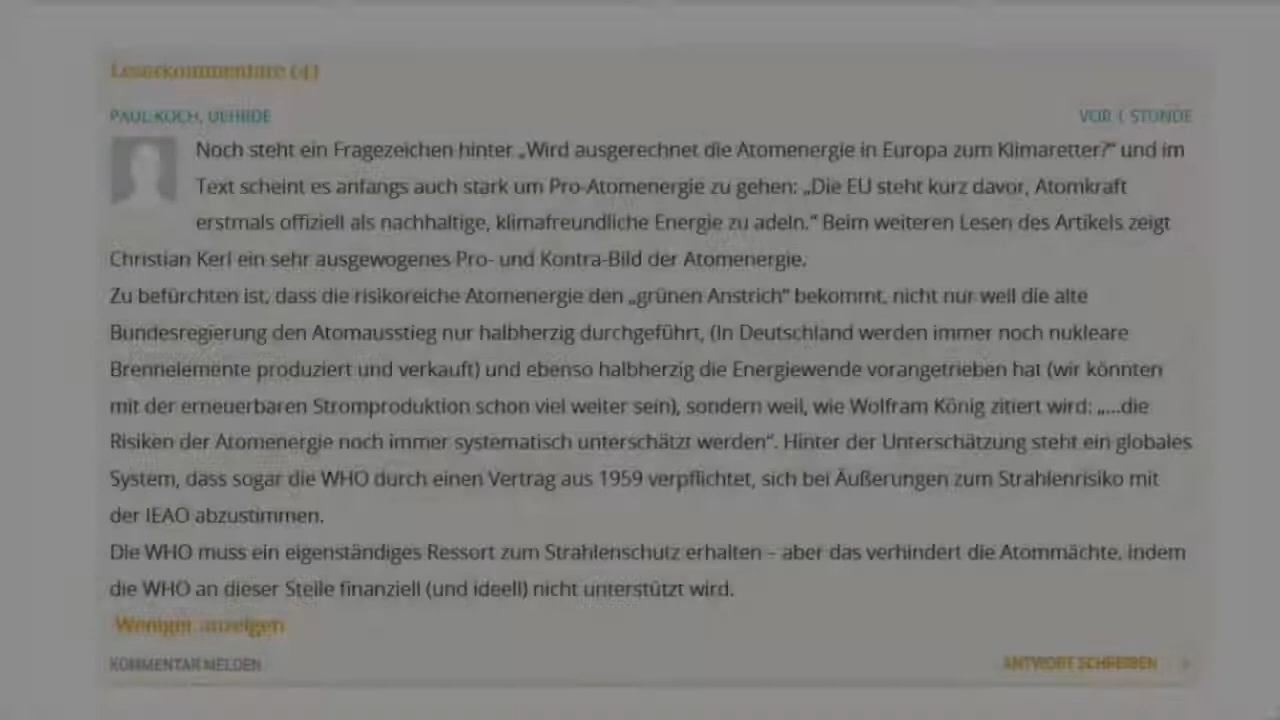 Leserkommentare (4)
PAUL KOCH, UEHRDE
VOR 1 STUNDE
Noch steht ein Fragezeichen hinter „Wird ausgerechnet die Atomenergie in Europa zum Klimaretter?“ und im
Text scheint es anfangs auch stark um Pro-Atomenergie zu gehen: „Die EU steht kurz davor, Atomkraft
erstmals offiziell als nachhaltige, klimafreundliche Energie zu adeln.“ Beim weiteren Lesen des Artikels zeigt
Christian Kerl ein sehr ausgewogenes Pro- und Kontra-Bild der Atomenergie.
Zu befürchten ist, dass die risikoreiche Atomenergie den „grünen Anstrich“ bekommt, nicht nur weil die alte
Bundesregierung den Atomausstieg nur halbherzig durchgeführt, (In Deutschland werden immer noch nukleare
Brennelemente produziert und verkauft) und ebenso halbherzig die Energiewende vorangetrieben hat (wir könnten
mit der erneuerbaren Stromproduktion schon viel weiter sein), sondern weil, wie Wolfram König zitiert wird: „...die
Risiken der Atomenergie noch immer systematisch unterschätzt werden“. Hinter der Unterschätzung steht ein globales
System, dass sogar die WHO durch einen Vertrag aus 1959 verpflichtet, sich bei Äußerungen zum Strahlenrisiko mit
der IEAO abzustimmen.
Die WHO muss ein eigenständiges Ressort zum Strahlenschutz erhalten – aber das verhindert die Atommächte, indem
die WHO an dieser Stelle finanziell (und ideell) nicht unterstützt wird.
Weniger anzeigen
KOMMENTAR MELDEN
ANTWORT SCHREIBEN